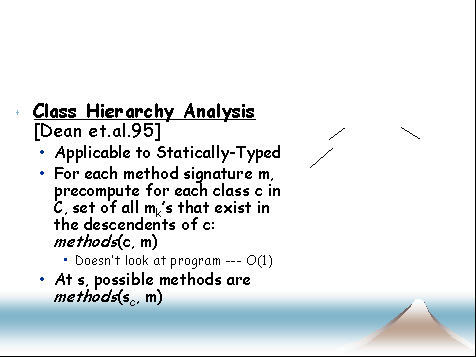 Class Hierarchy Analysis
[Dean et.al.95]
• Applicable to Statically-Typed
• For each method signature m,
precompute for each class c in
C, set of all mk's that exist in
the descendents of c:
methods(c, m)
• Doesn't look at program --- O(1)
• At s, possible methods are
methods(sc, m)